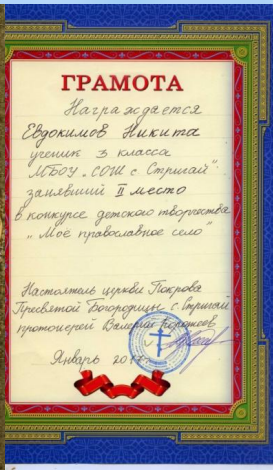 ГРАМОТА
Награждается
Евдокимов Никита
ученик 3 класса
МБОУ „СОШ с. Стригай"
занявший II место
в конкурсе детского творчества
„Моё православное село"
Настоятель церкви Покрова
Пресвятой Богородицы с. Стригай
протоиерей Валерий
Январь